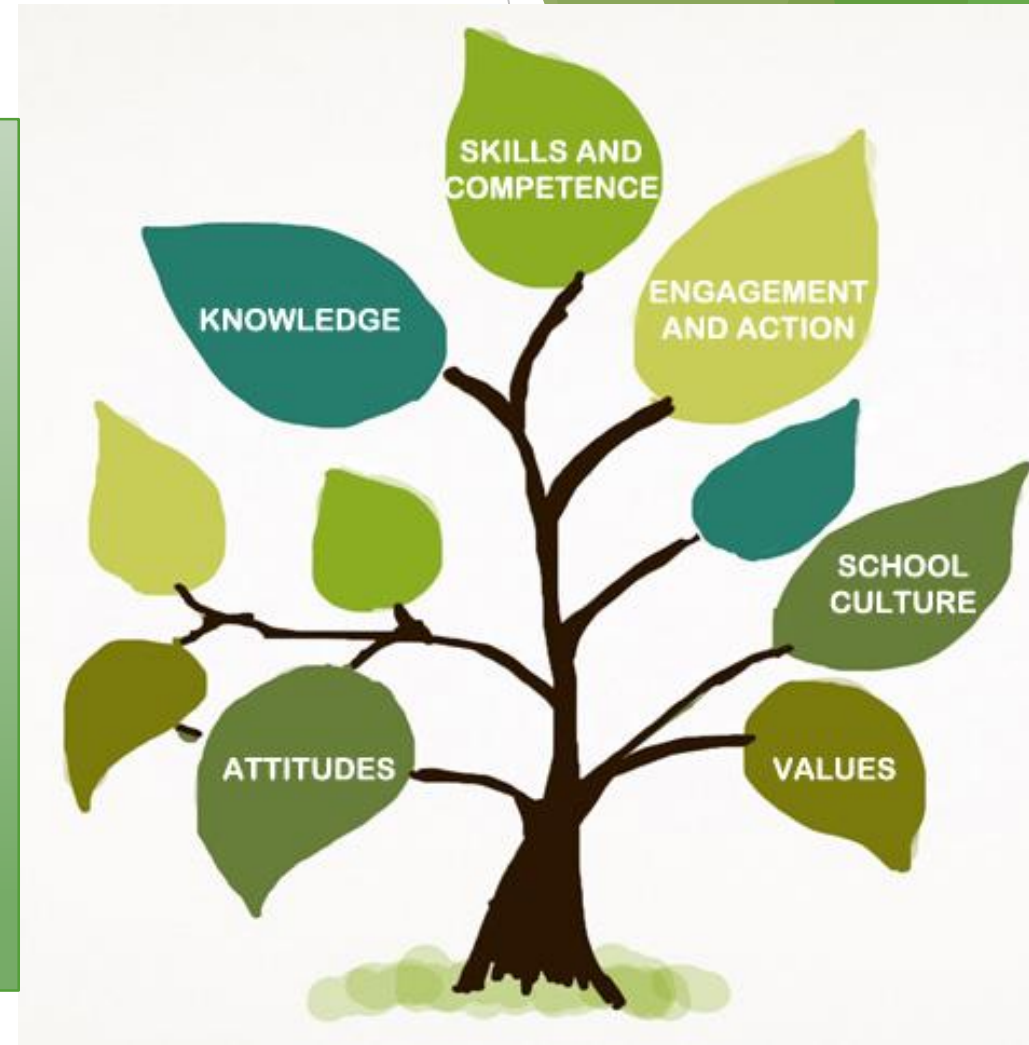 SKILLS AND
COMPETENCE
ENGAGEMENT
AND ACTION
KNOWLEDGE
SCHOOL
CULTURE
ATTITUDES
VALUES